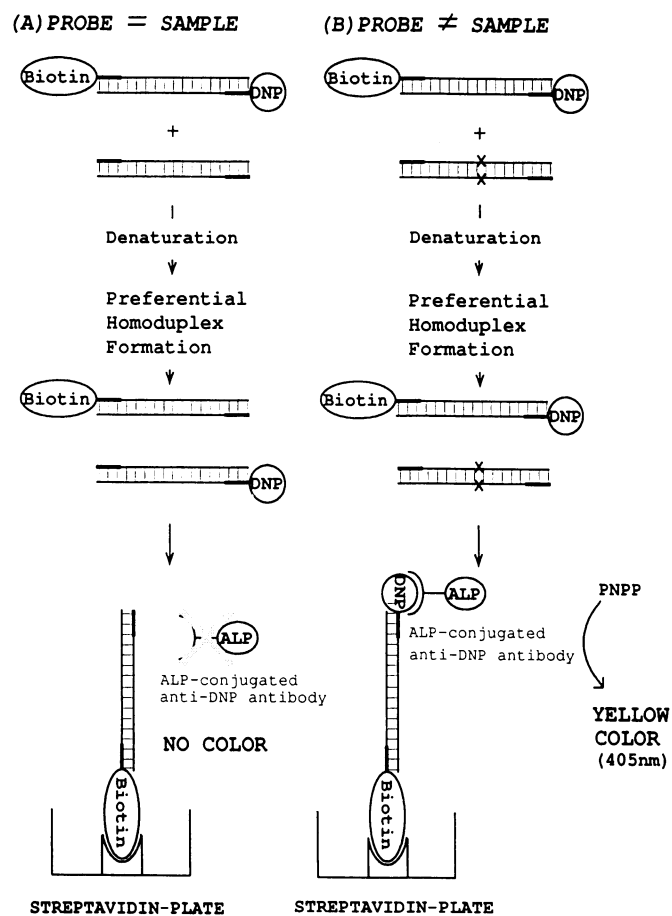 (A) PROBE = SAMPLE
Biotin
DNP
+
Denaturation
Preferential
Homoduplex
Formation
Biotin
DNP
ALP
ALP-conjugated
anti-DNP antibody
NO COLOR
Biotin
STREPTAVIDIN-PLATE
(B) PROBE ≠ SAMPLE
Biotin
DNP
+
X
X
Denaturation
Preferential
Homoduplex
Formation
Biotin
DNP
X
X
DNP
ALP
PNPP
ALP-conjugated
anti-DNP antibody
YELLOW
COLOR
(405nm)
Biotin
STREPTAVIDIN-PLATE